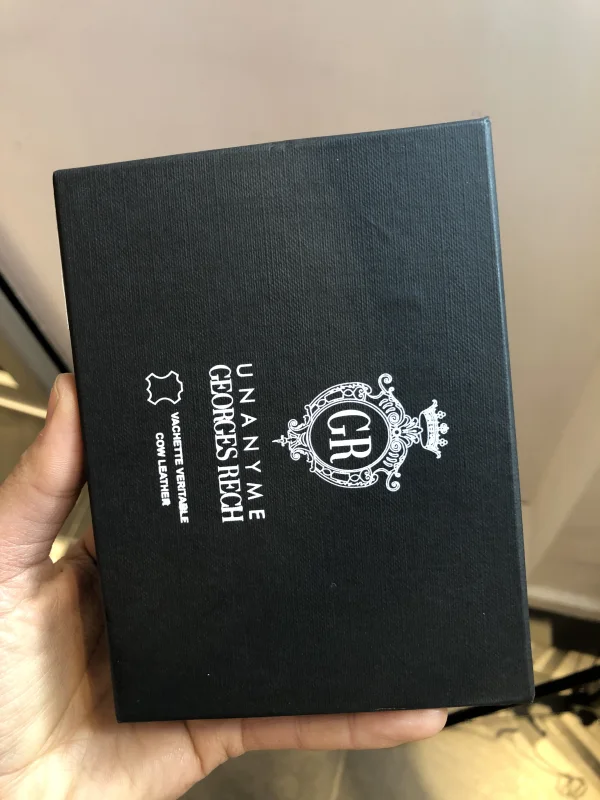 GR
UNANYME
GEORGES RECH
VACHETTE VERITABLE
COW LEATHER